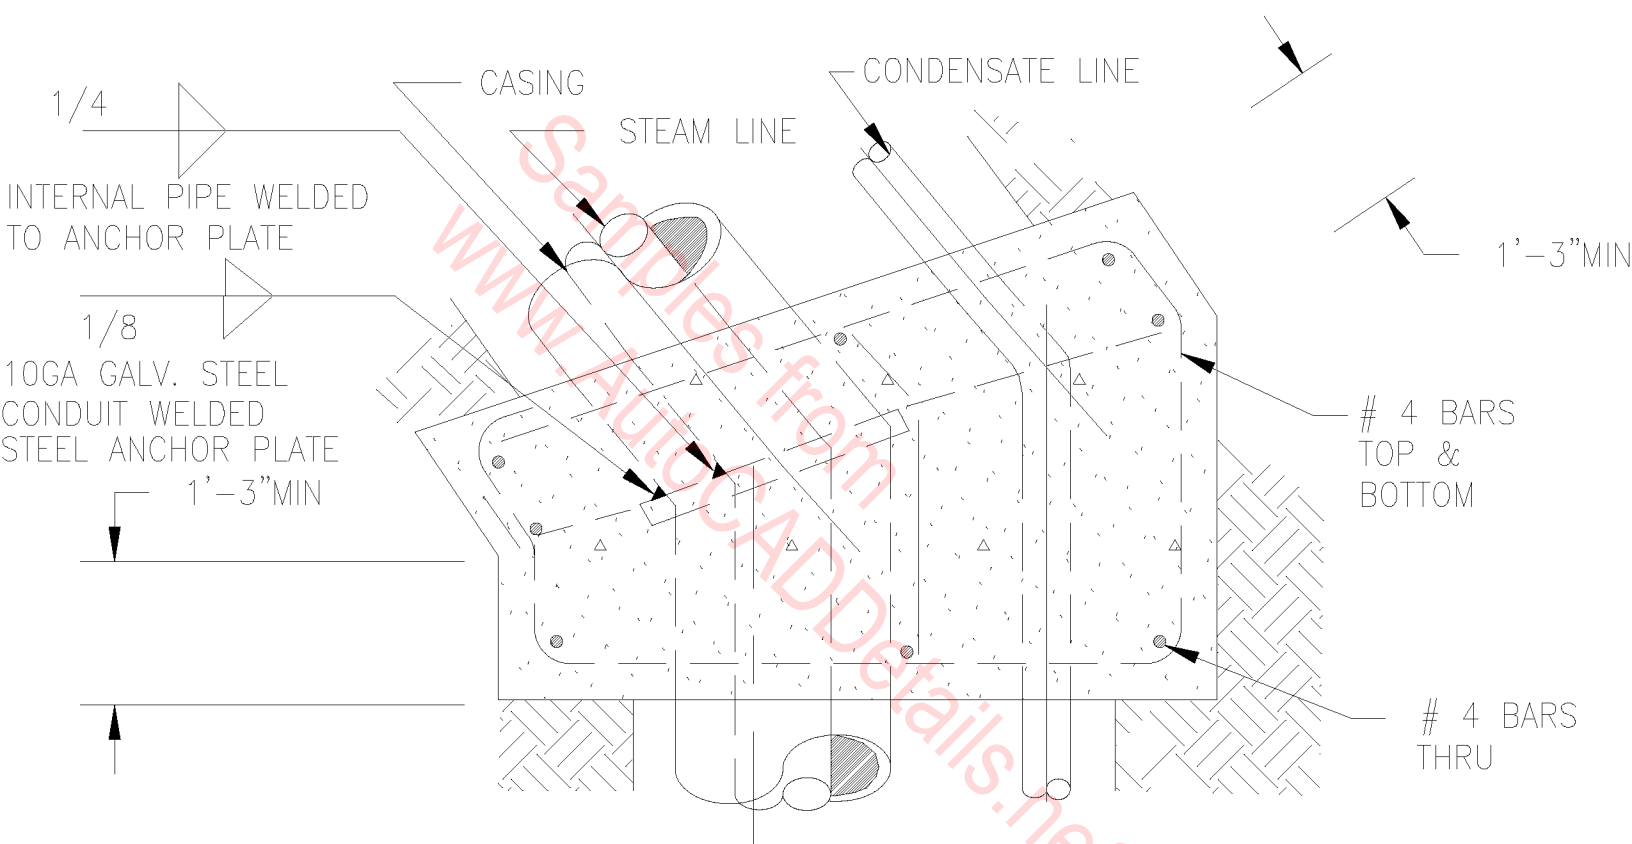 1/4
INTERNAL PIPE WELDED
TO ANCHOR PLATE
1/8
10GA GALV. STEEL
CONDUIT WELDED
STEEL ANCHOR PLATE
1'-3"MIN
CASING
STEAM LINE
CONDENSATE LINE
1'-3"MIN
# 4 BARS
TOP &
BOTTOM
# 4 BARS
THRU
Samples from
www.AutoCADDetails.ne